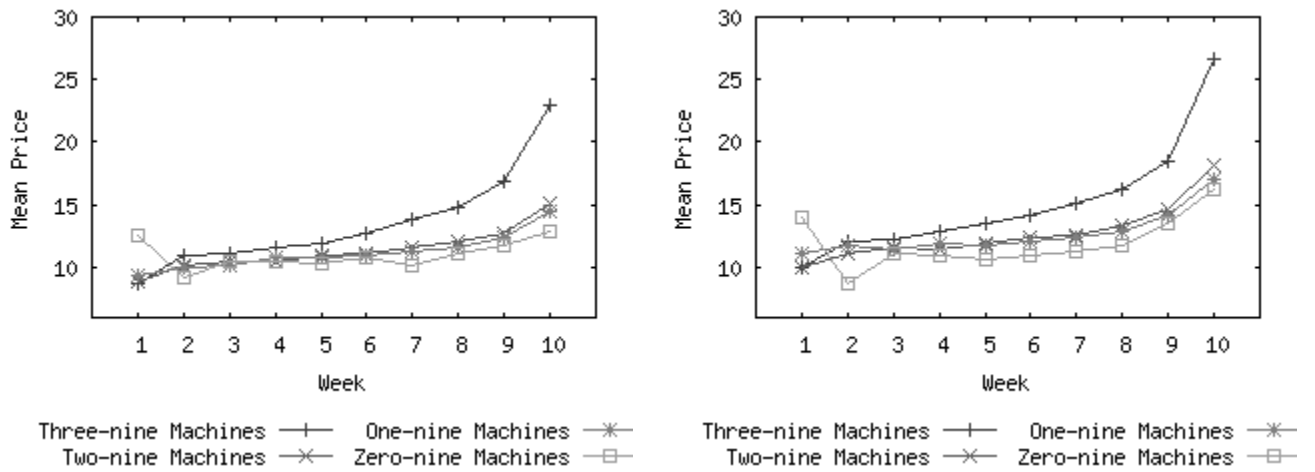 30
25
20
15
10
Mean Price
1 2 3 4 5 6 7 8 9 10
Week
Three-nine Machines One-nine Machines
Two-nine Machines Zero-nine Machines
30
25
20
15
10
Mean Price
1 2 3 4 5 6 7 8 9 10
Week
Three-nine Machines One-nine Machines
Two-nine Machines Zero-nine Machines